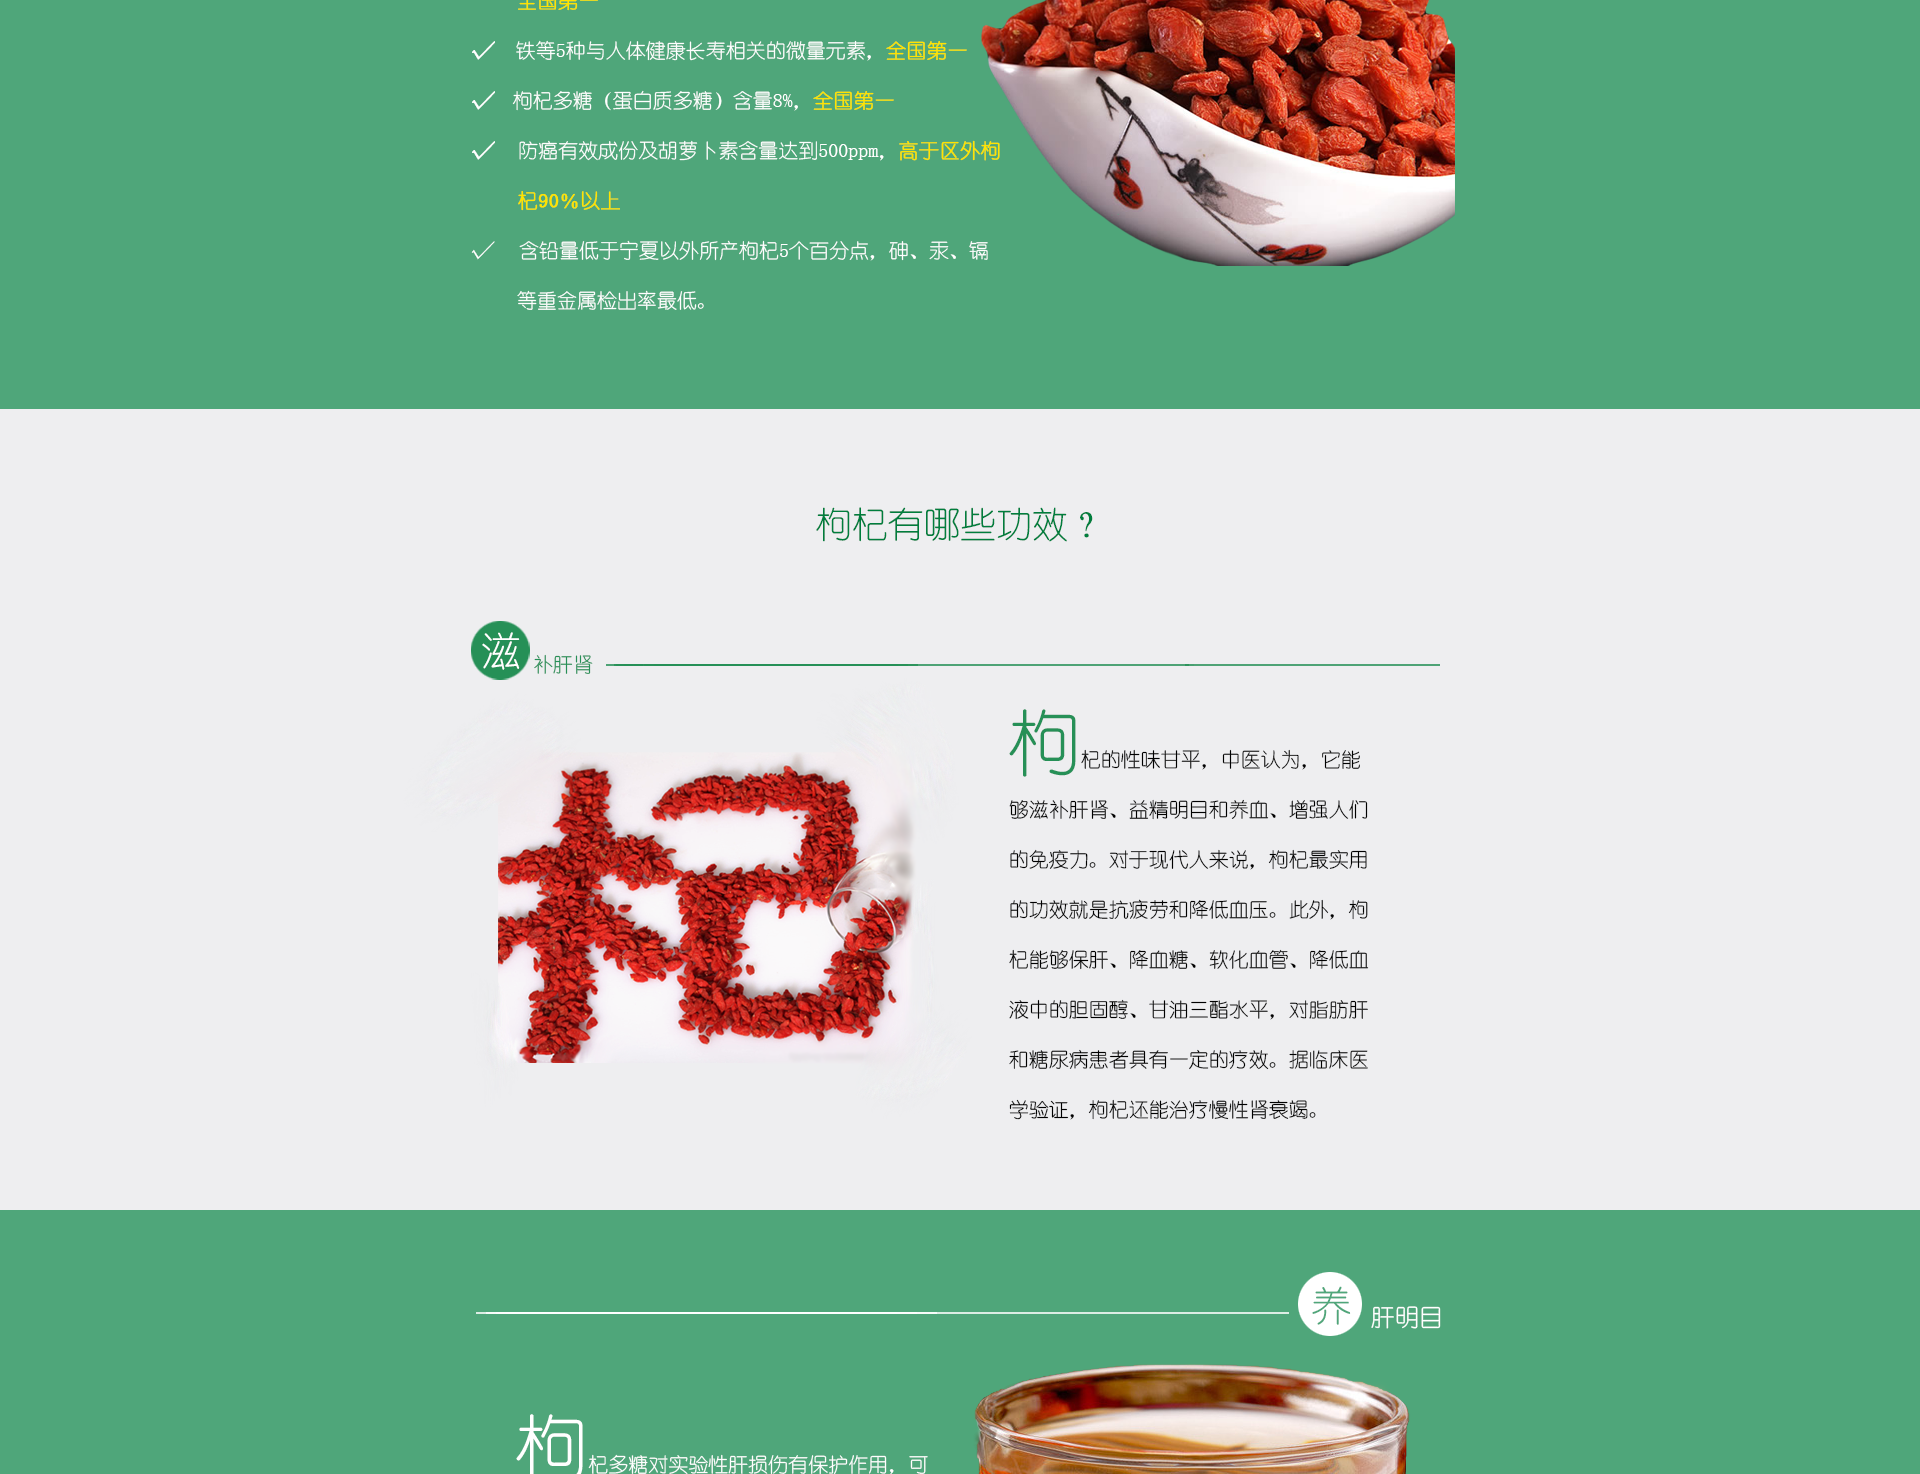 全国第一
铁等5种与人体健康长寿相关的微量元素，全国第一
枸杞多糖（蛋白质多糖）含量8%，全国第一
防癌有效成份及胡萝卜素含量达到500ppm，高于区外枸
杞90%以上
含铅量低于宁夏以外所产枸杞5个百分点，砷、汞、镉
等重金属检出率最低。
枸杞有哪些功效？
滋补肝肾
枸杞的性味甘平，中医认为，它能
够滋补肝肾、益精明目和养血、增强人们
的免疫力。对于现代人来说，枸杞最实用
的功效就是抗疲劳和降低血压。此外，枸
杞能够保肝、降血糖、软化血管、降低血
液中的胆固醇、甘油三酯水平，对脂肪肝
和糖尿病患者具有一定的疗效。据临床医
学验证，枸杞还能治疗慢性肾衰竭。
养肝明目
枸杞多糖对实验性肝损伤有保护作用，可